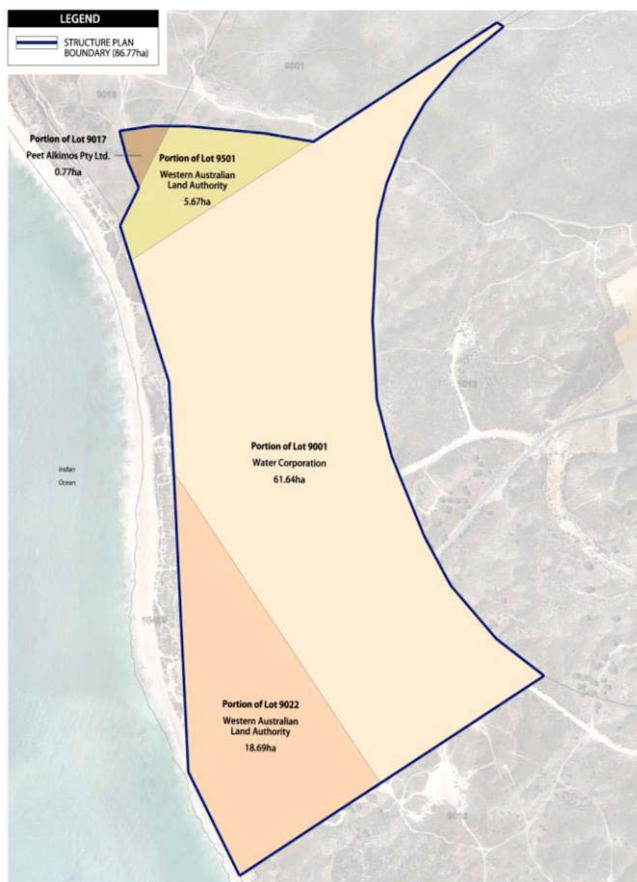 LEGEND
STRUCTURE PLAN
BOUNDARY (86.77ha)
9501
9018
Portion of Lot 9017
Peet Alkimos Pty Ltd.
0.77ha
Portion of Lot 9501
Western Australian
Land Authority
5.67ha
Portion of Lot 9001
Water Corporation
61.64ha
Indian
Ocean
Portion of Lot 9022
Western Australian
Land Authority
18.69ha